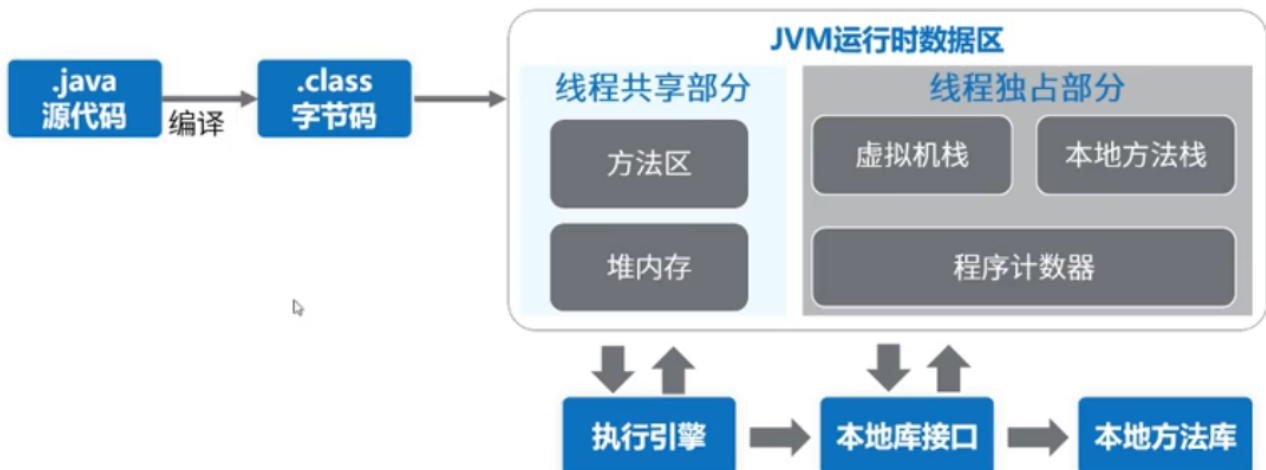 JVM运行时数据区
.java
源代码
编译
.class
字节码
线程共享部分
方法区
堆内存
线程独占部分
虚拟机栈
本地方法栈
程序计数器
执行引擎
本地库接口
本地方法库